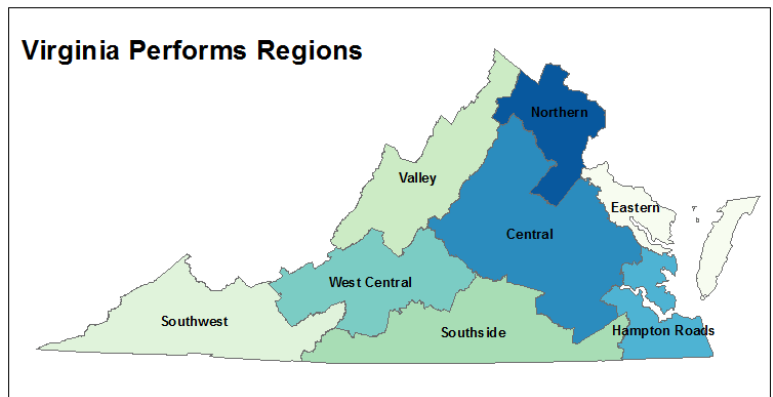 Virginia Performs Regions
Northern
Valley
Eastern
Central
West Central
Southwest
Southside
Hampton Roads